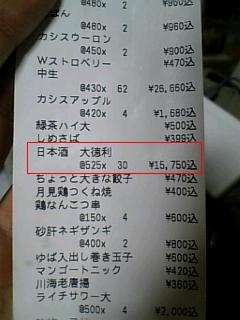 @480x 2 ¥960込
@480x 2 ¥960込
カシスウーロン
@450x 2 ¥900込
Wストロベリー ¥470込
中生
@430x 62 ¥26,660込
カシスアップル
@420x 4 ¥1,680込
緑茶ハイ大 ¥500込
しめさば ¥399込
日本酒 大徳利
@525x 30 ¥15,750込
ちょっと大きな餃子 ¥470込
月見鶏つくね焼 ¥400込
鶏なんこつ串
@150x 4 ¥600込
砂肝ネギザンギ
@400x 2 ¥800込
ゆば入出し巻き玉子 ¥600込
マンゴートニック ¥420込
川海老唐揚 ¥360込
ライチサワー大
@500x 4 ¥2,000込